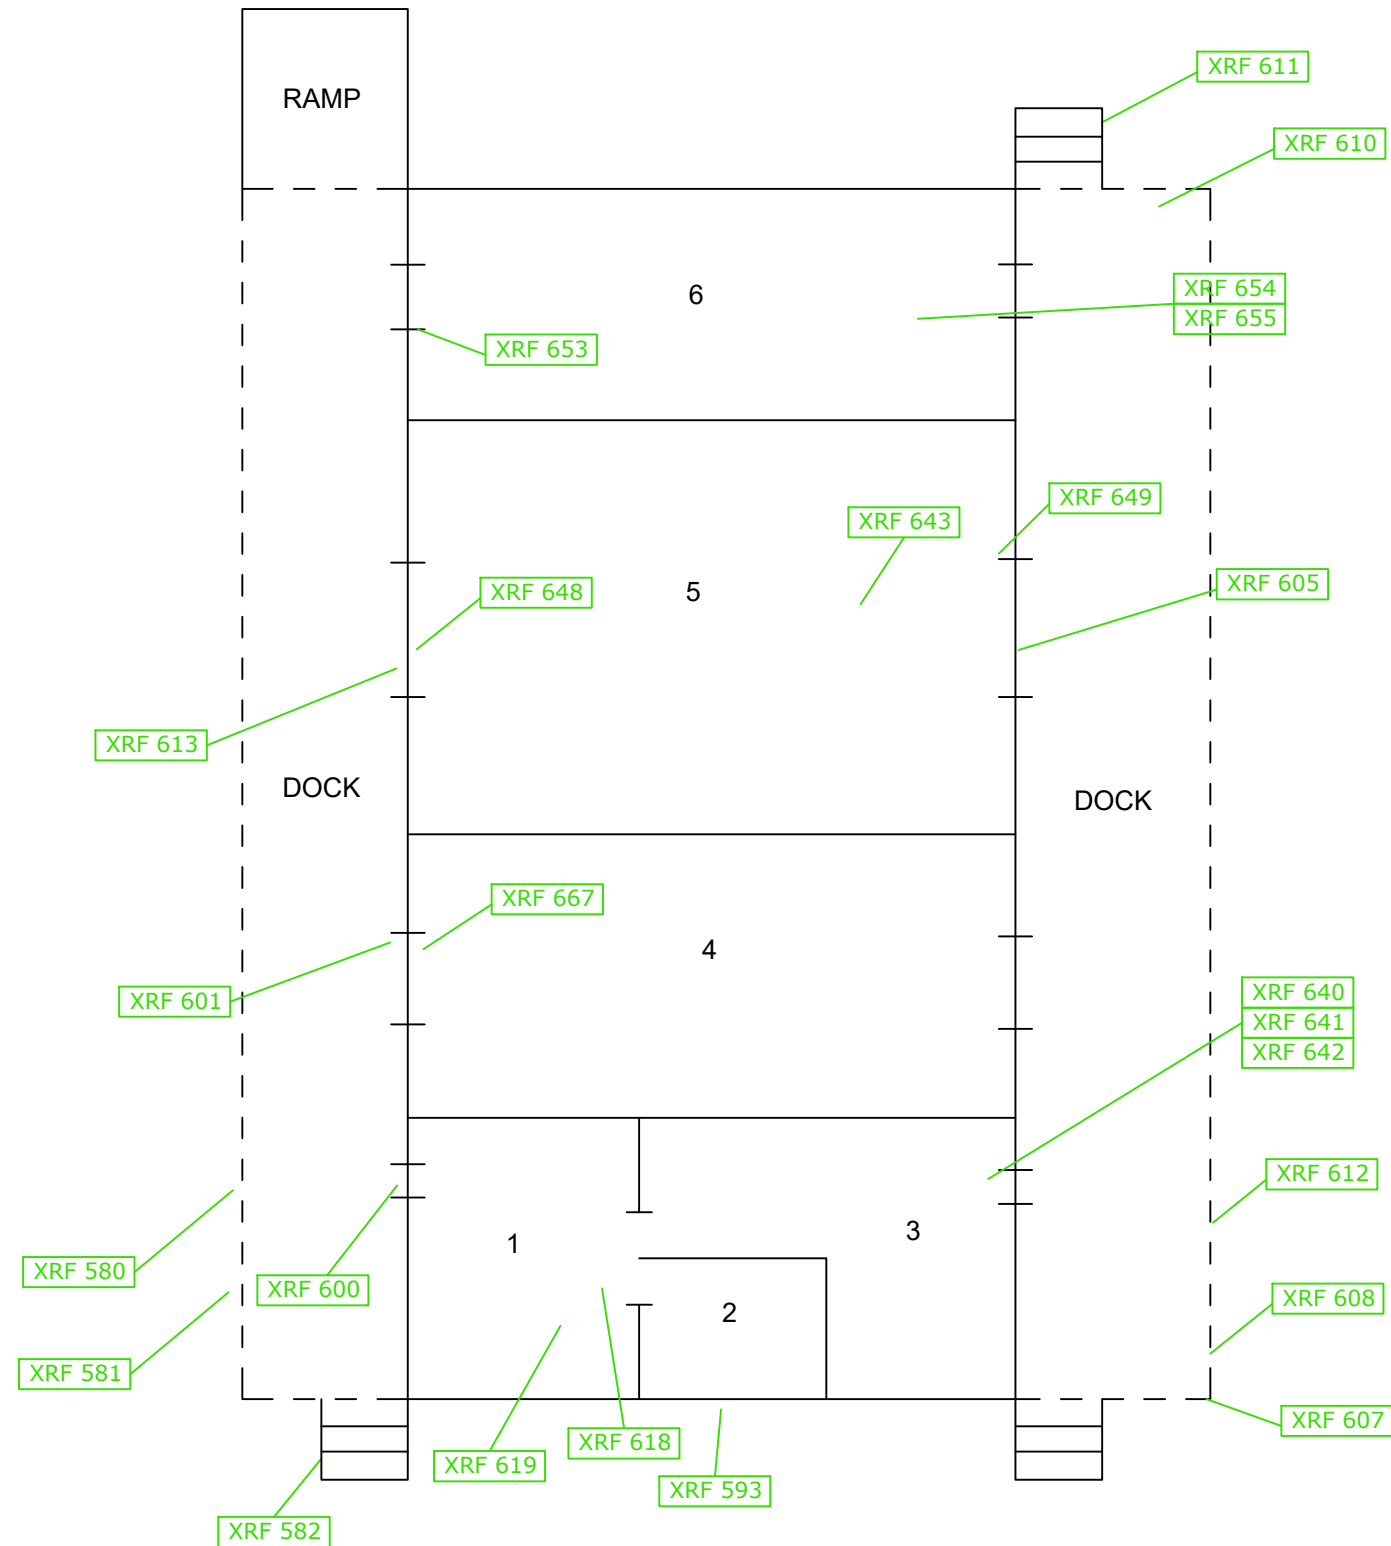 XRF 611
RAMP
XRF 610
XRF 654
6
XRF 655
XRF 653
XRF 649
XRF 643
XRF 605
5
XRF 648
XRF 613
DOCK
DOCK
XRF 667
4
XRF 640
XRF 601
XRF 641
XRF 642
XRF 612
3
1
XRF 580
XRF 600
XRF 608
2
XRF 581
XRF 607
XRF 618
XRF 619
XRF 593
XRF 582